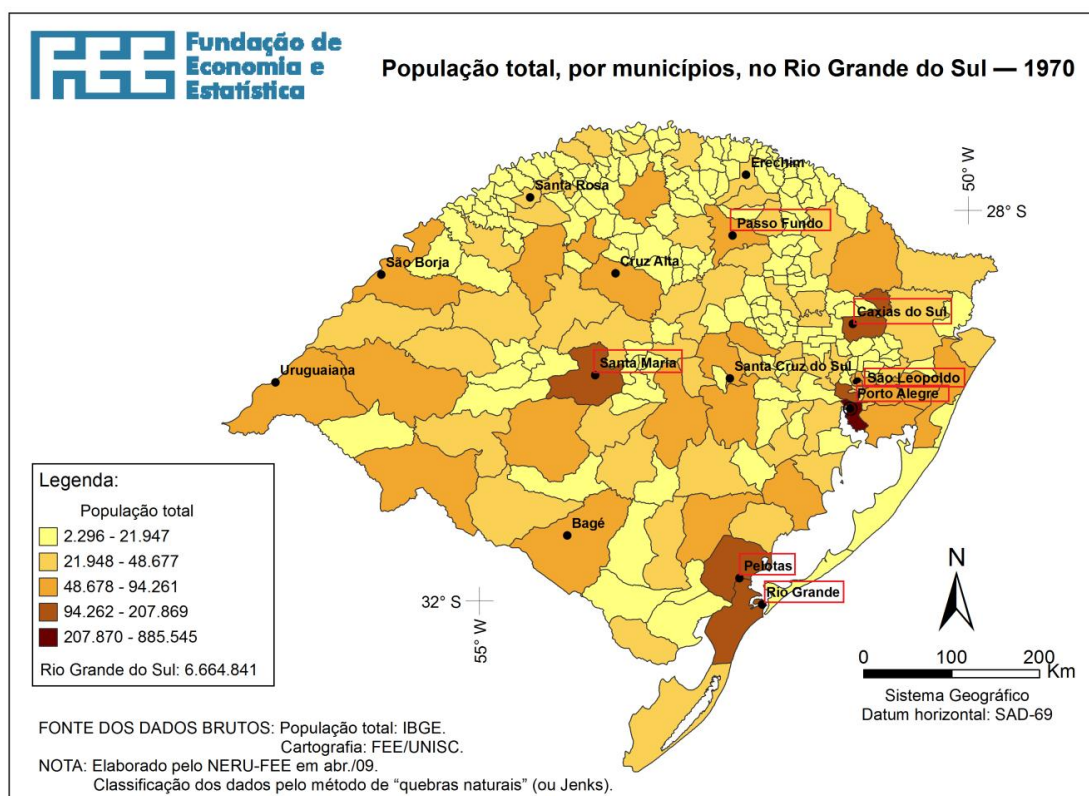 FEE
Fundação de
Economia e
Estatística
População total, por municípios, no Rio Grande do Sul — 1970
50° W
28° S
Erechim
Santa Rosa
Passo Fundo
São Borja
Cruz Alta
Caxias do Sul
Santa Maria
Santa Cruz do Sul
São Leopoldo
Uruguaiana
Porto Alegre
Legenda:
População total
2.296 - 21.947
21.948 - 48.677
48.678 - 94.261
94.262 - 207.869
207.870 - 885.545
Rio Grande do Sul: 6.664.841
Bagé
Pelotas
Rio Grande
32° S
55° W
N
0 100 200
Km
Sistema Geográfico
Datum horizontal: SAD-69
FONTE DOS DADOS BRUTOS: População total: IBGE.
Cartografia: FEE/UNISC.
NOTA: Elaborado pelo NERU-FEE em abr./09.
Classificação dos dados pelo método de “quebras naturais” (ou Jenks).